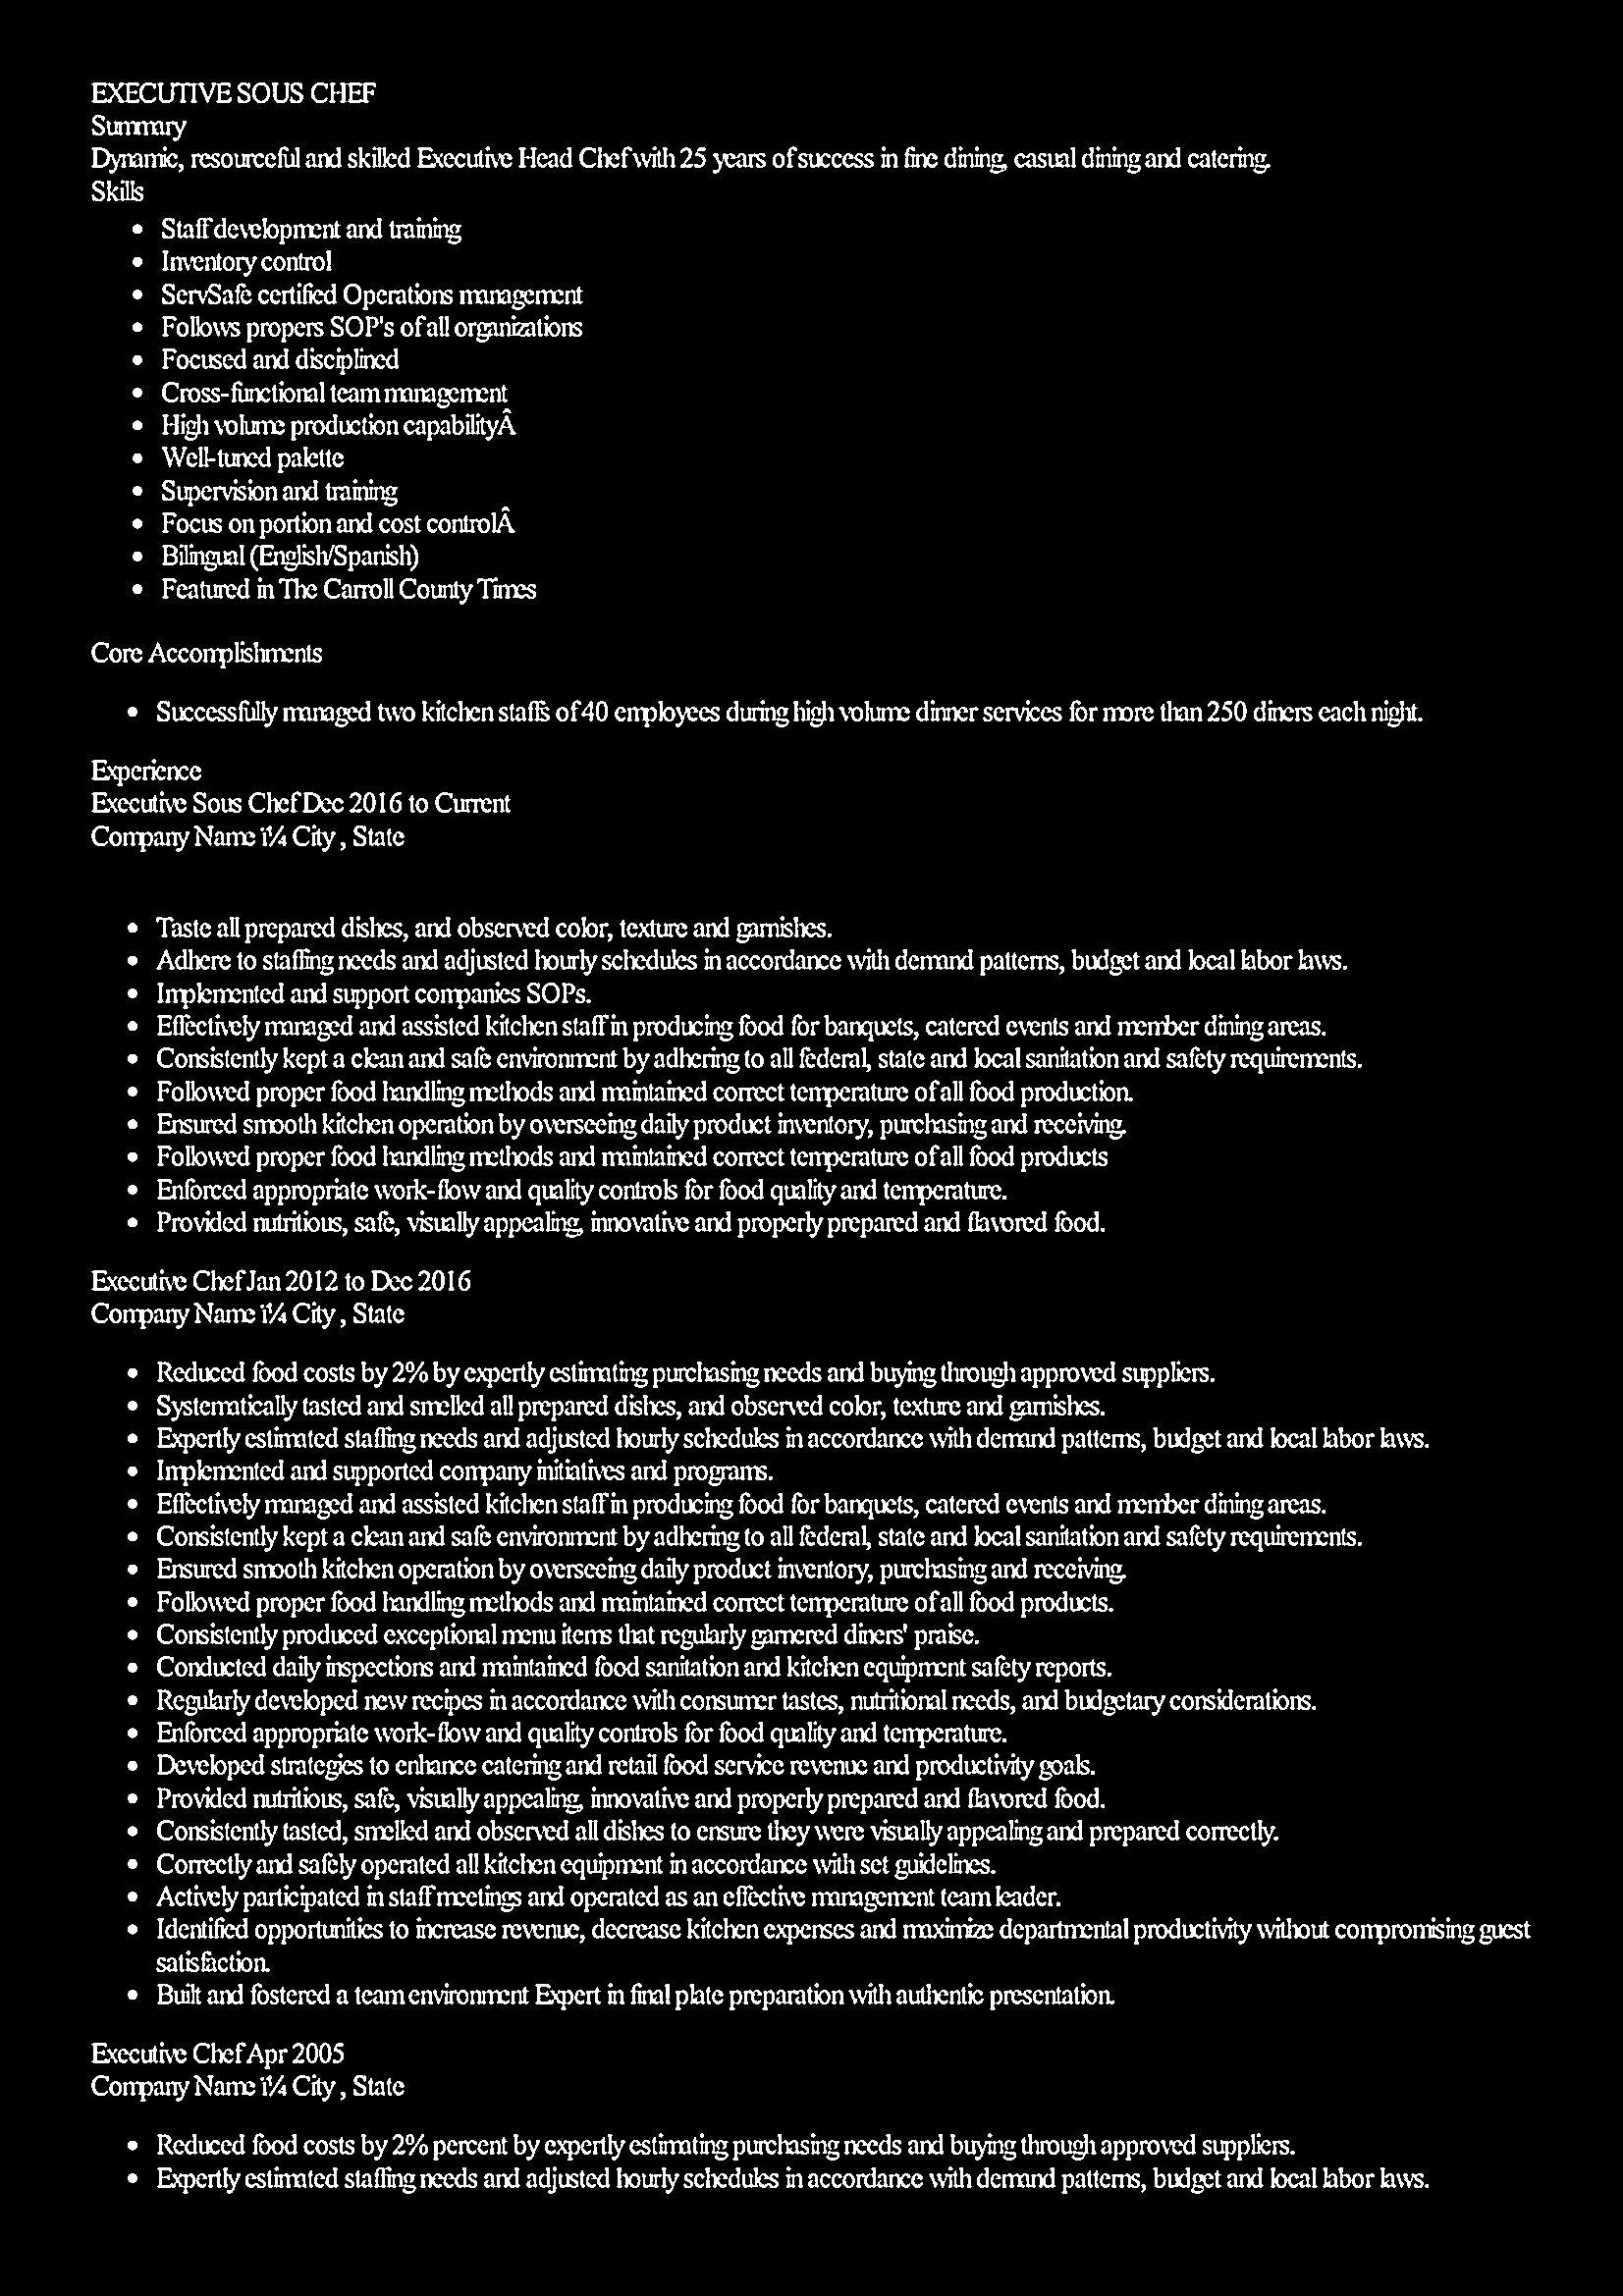 EXECUTIVE SOUS CHEF
Summary
Dynamic, resourceful and skilled Executive Head Chef with 25 years of success in fine dining, casual dining and catering.
Skills
• Staff development and training
• Inventory control
• ServSafe certified Operations management
• Follows propers SOP's of all organizations
• Focused and disciplined
• Cross-functional team management
• High volume production capabilityÂ
• Well-tuned palette
• Supervision and training
• Focus on portion and cost controlÂ
• Bilingual (English/Spanish)
• Featured in The Carroll County Times
Core Accomplishments
• Successfully managed two kitchen staffs of 40 employees during high volume dinner services for more than 250 diners each night.
Experience
Executive Sous Chef Dec 2016 to Current
Company Name ï¼ City , State
• Taste all prepared dishes, and observed color, texture and garnishes.
• Adhere to staffing needs and adjusted hourly schedules in accordance with demand patterns, budget and local labor laws.
• Implemented and support companies SOPs.
• Effectively managed and assisted kitchen staff in producing food for banquets, catered events and member dining areas.
• Consistently kept a clean and safe environment by adhering to all federal, state and local sanitation and safety requirements.
• Followed proper food handling methods and maintained correct temperature of all food production.
• Ensured smooth kitchen operation by overseeing daily product inventory, purchasing and receiving.
• Followed proper food handling methods and maintained correct temperature of all food products
• Enforced appropriate work-flow and quality controls for food quality and temperature.
• Provided nutritious, safe, visually appealing, innovative and properly prepared and flavored food.
Executive Chef Jan 2012 to Dec 2016
Company Name ï¼ City , State
• Reduced food costs by 2% by expertly estimating purchasing needs and buying through approved suppliers.
• Systematically tasted and smelled all prepared dishes, and observed color, texture and garnishes.
• Expertly estimated staffing needs and adjusted hourly schedules in accordance with demand patterns, budget and local labor laws.
• Implemented and supported company initiatives and programs.
• Effectively managed and assisted kitchen staff in producing food for banquets, catered events and member dining areas.
• Consistently kept a clean and safe environment by adhering to all federal, state and local sanitation and safety requirements.
• Ensured smooth kitchen operation by overseeing daily product inventory, purchasing and receiving.
• Followed proper food handling methods and maintained correct temperature of all food products.
• Consistently produced exceptional menu items that regularly garnered diners' praise.
• Conducted daily inspections and maintained food sanitation and kitchen equipment safety reports.
• Regularly developed new recipes in accordance with consumer tastes, nutritional needs, and budgetary considerations.
• Enforced appropriate work-flow and quality controls for food quality and temperature.
• Developed strategies to enhance catering and retail food service revenue and productivity goals.
• Provided nutritious, safe, visually appealing, innovative and properly prepared and flavored food.
• Consistently tasted, smelled and observed all dishes to ensure they were visually appealing and prepared correctly.
• Correctly and safely operated all kitchen equipment in accordance with set guidelines.
• Actively participated in staff meetings and operated as an effective management team leader.
• Identified opportunities to increase revenue, decrease kitchen expenses and maximize departmental productivity without compromising guest
satisfaction.
• Built and fostered a team environment Expert in final plate preparation with authentic presentation.
Executive Chef Apr 2005
Company Name ï¼ City , State
• Reduced food costs by 2% percent by expertly estimating purchasing needs and buying through approved suppliers.
• Expertly estimated staffing needs and adjusted hourly schedules in accordance with demand patterns, budget and local labor laws.